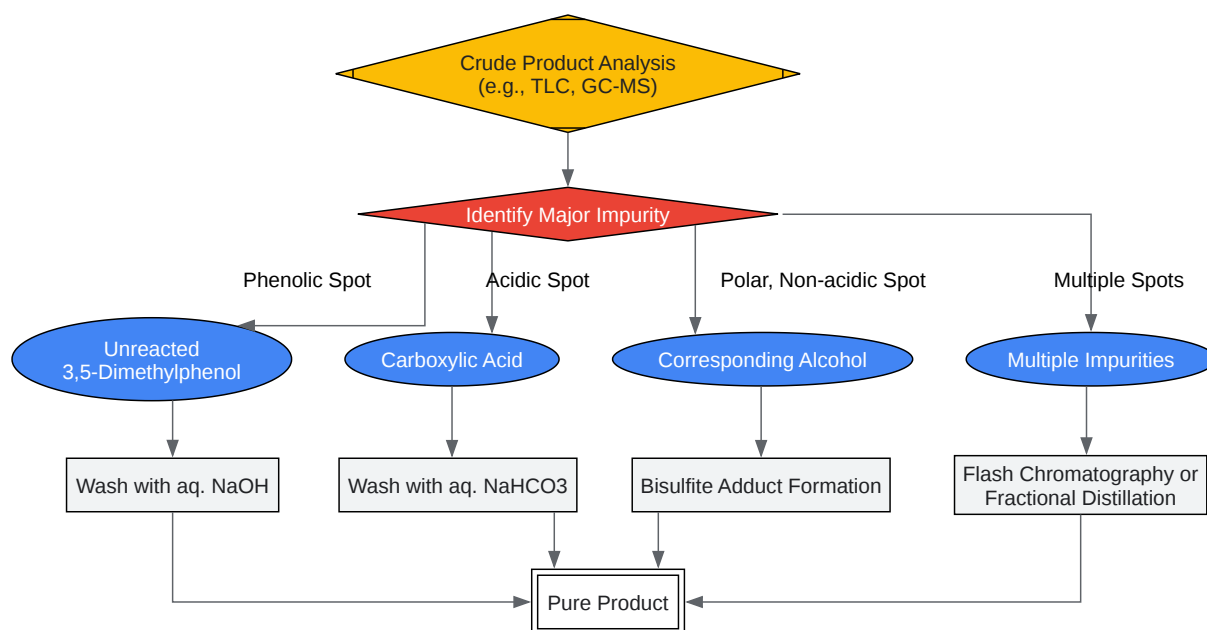 Crude Product Analysis
(e.g., TLC, GC-MS)
Identify Major Impurity
Phenolic Spot
Acidic Spot
Polar, Non-acidic Spot
Multiple Spots
Unreacted
3,5-Dimethylphenol
Carboxylic Acid
Corresponding Alcohol
Multiple Impurities
Wash with aq. NaOH
Wash with aq. NaHCO3
Bisulfite Adduct Formation
Flash Chromatography or
Fractional Distillation
Pure Product